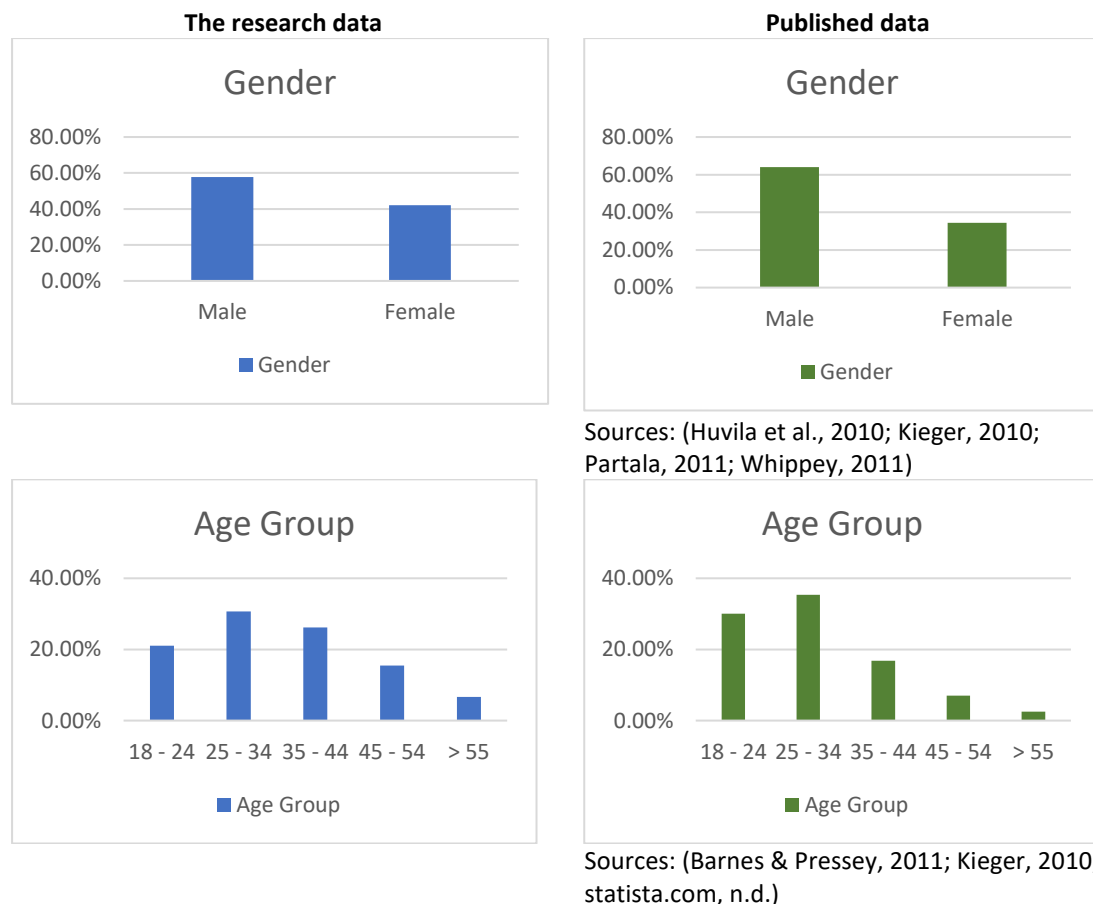 The research data
Published data
Gender
80.00%
60.00%
40.00%
20.00%
0.00%
Male Female
Gender
Gender
80.00%
60.00%
40.00%
20.00%
0.00%
Male Female
Gender
Sources: (Huvila et al., 2010; Kieger, 2010;
Partala, 2011; Whippey, 2011)
Age Group
40.00%
20.00%
0.00%
18 - 24 25 - 34 35 - 44 45 - 54 > 55
Age Group
Age Group
40.00%
20.00%
0.00%
18 - 24 25 - 34 35 - 44 45 - 54 > 55
Age Group
Sources: (Barnes & Pressey, 2011; Kieger, 2010
statista.com, n.d.)